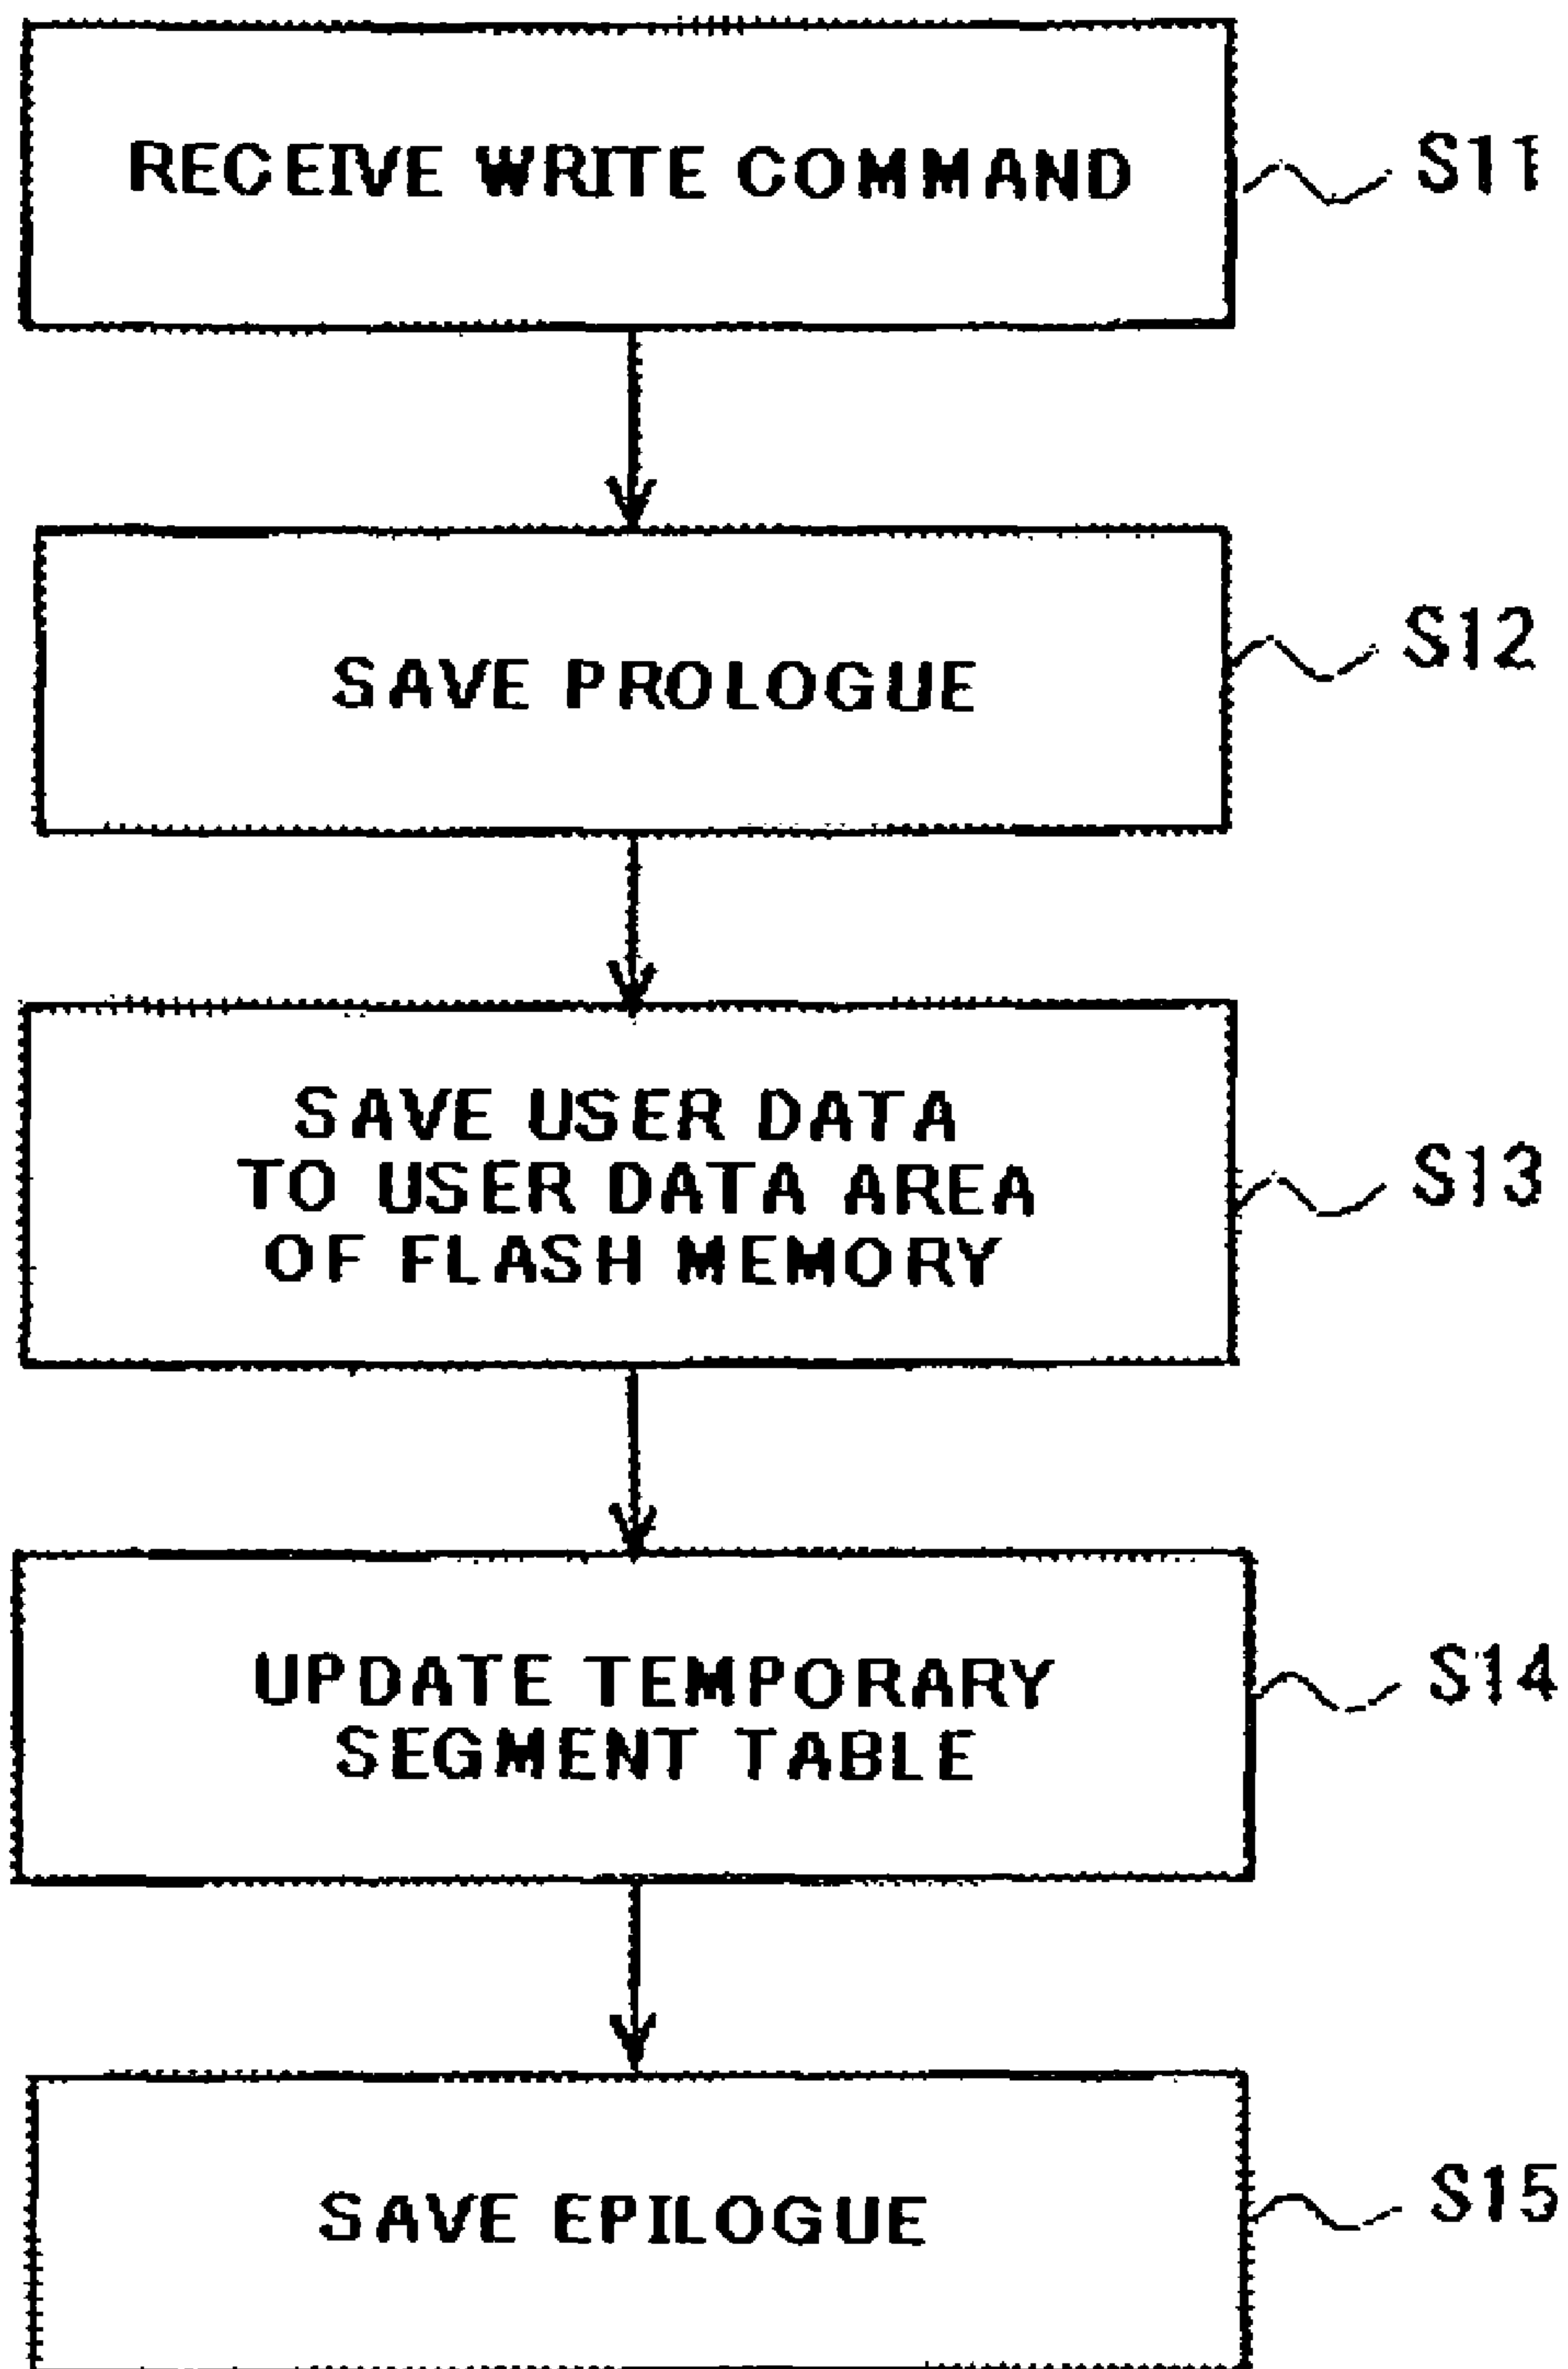 RECEIVE WRITE COMMAND
S11
SAVE PROLOGUE
S12
SAVE USER DATA
TO USER DATA AREA
OF FLASH MEMORY
S13
UPDATE TEMPORARY
SEGMENT TABLE
S14
SAVE EPILOGUE
S15